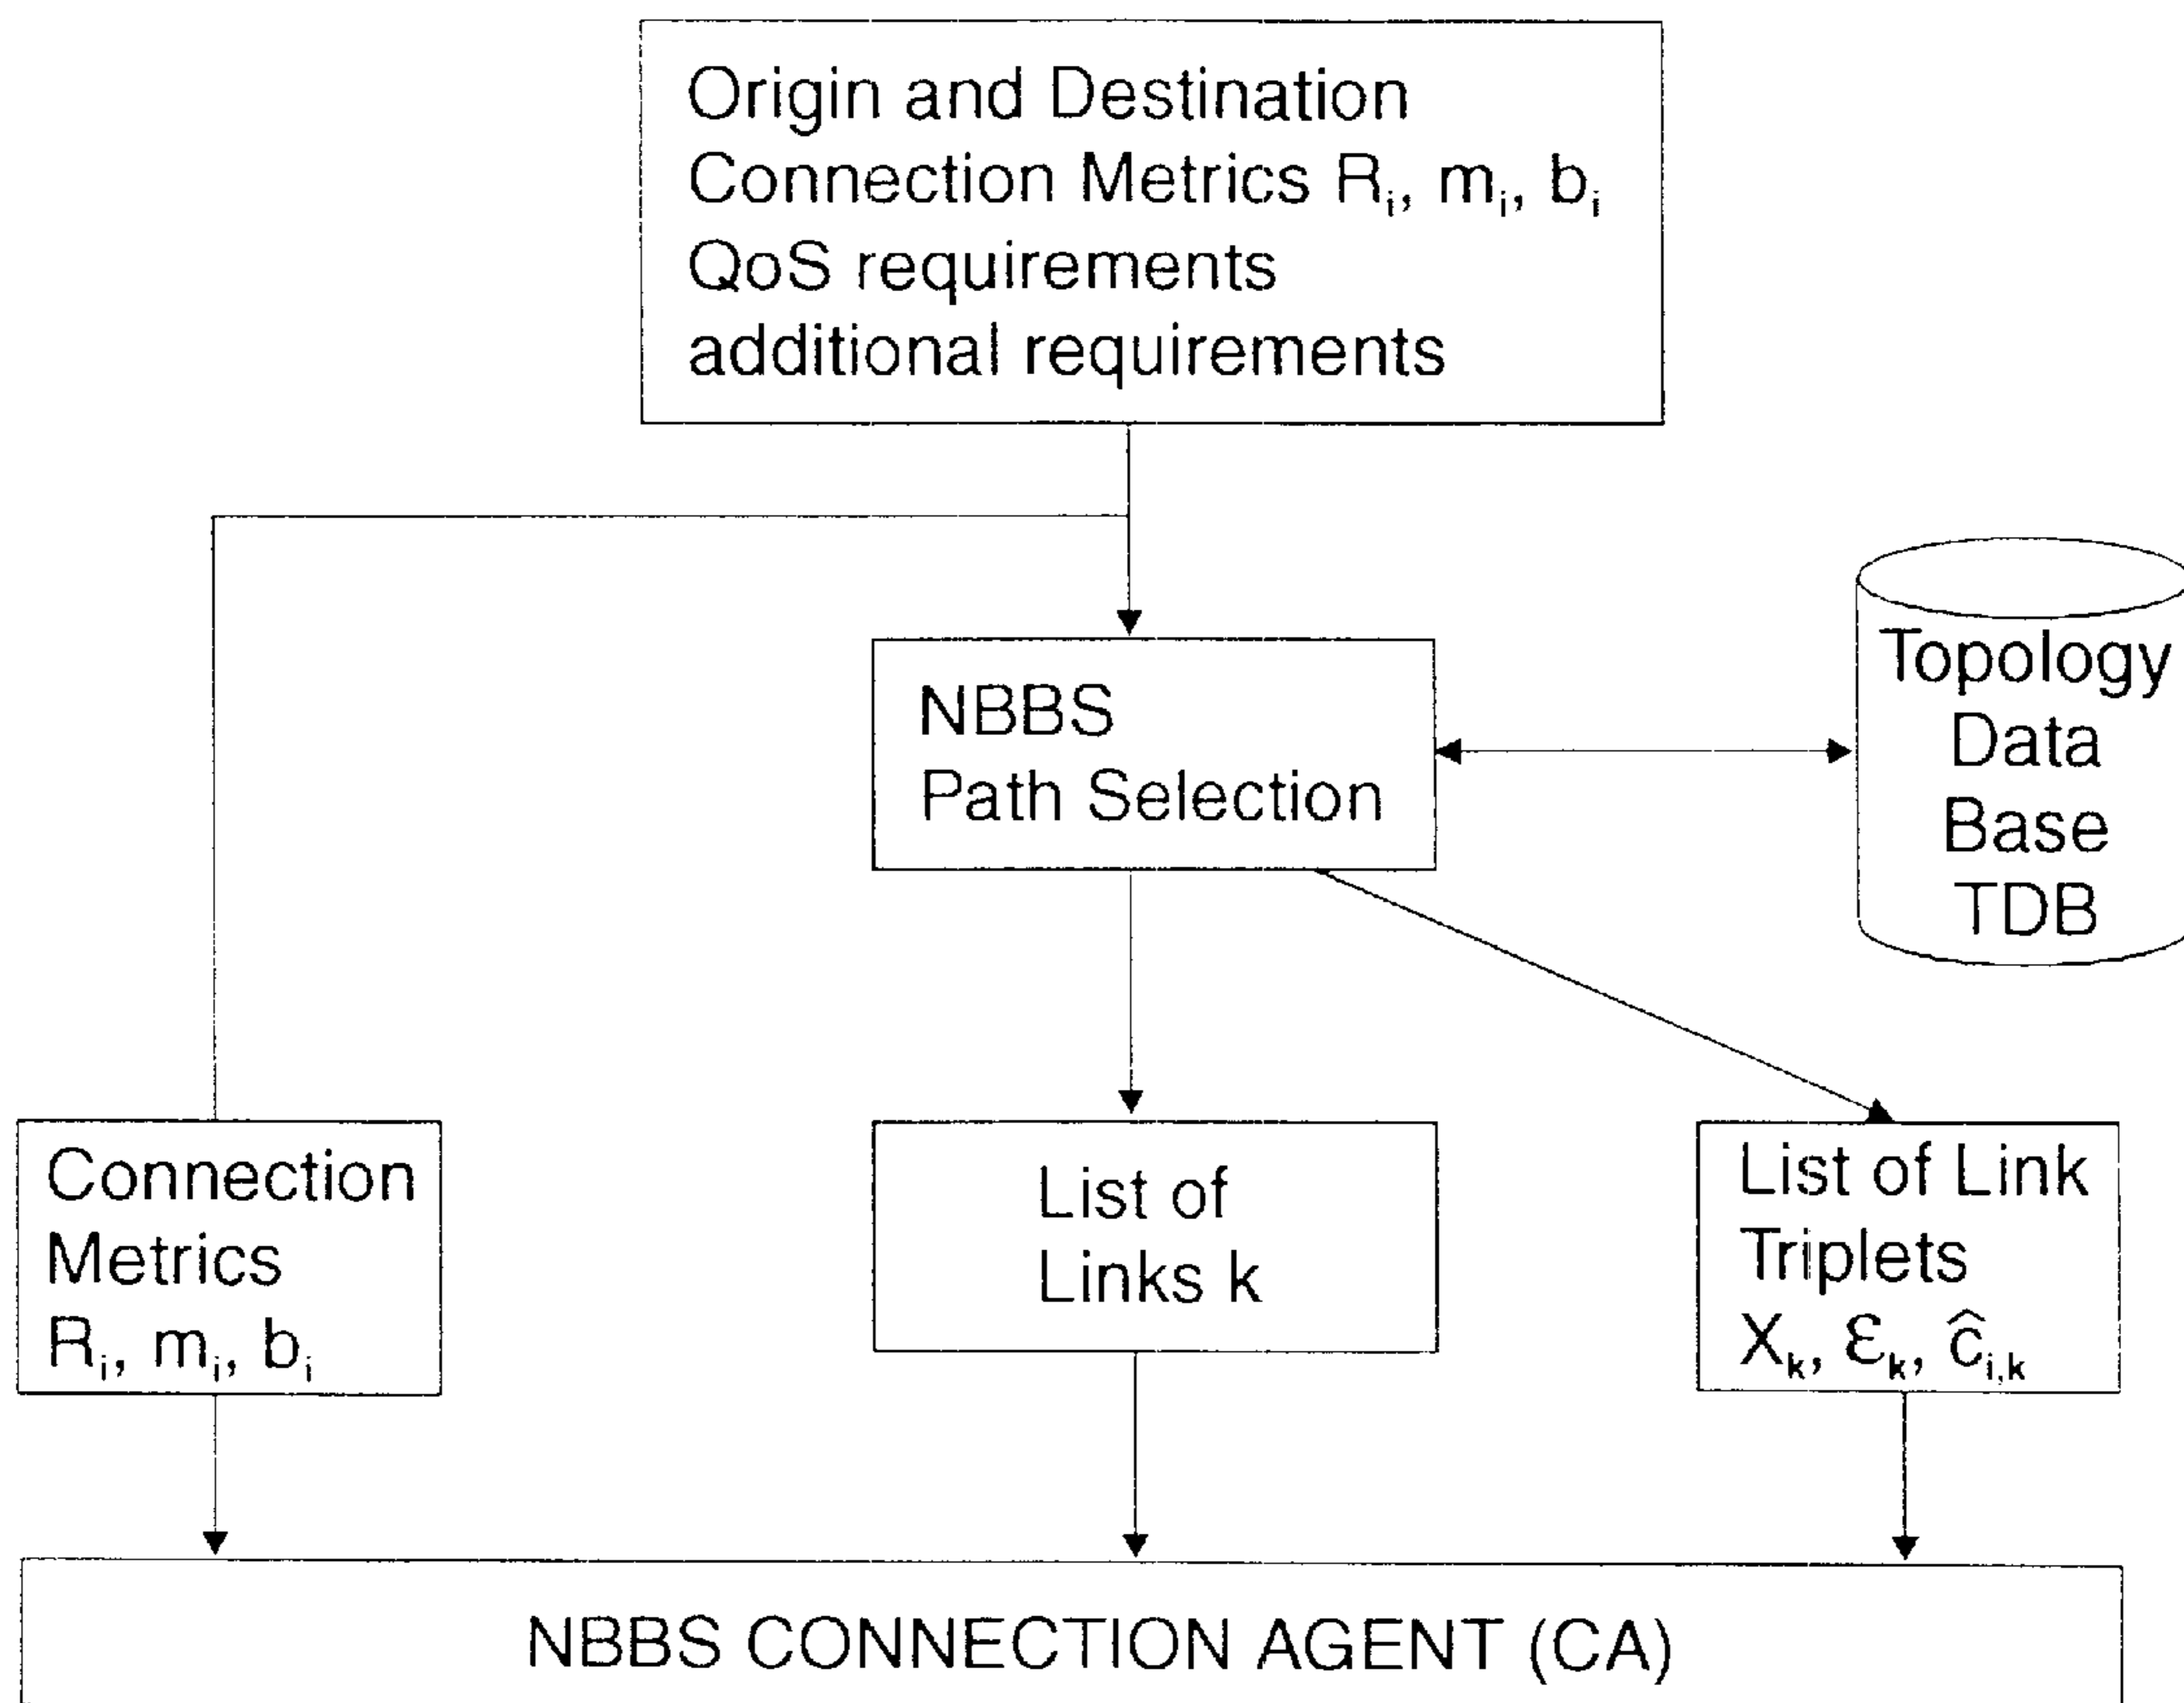 Origin and Destination
Connection Metrics Rᵢ, mᵢ, bᵢ
QoS requirements
additional requirements
NBBS
Path Selection
Topology
Data
Base
TDB
Connection
Metrics
Rᵢ, mᵢ, bᵢ
List of
Links k
List of Link
Triplets
Xₖ, Ɛₖ, ĉᵢ,ₖ
NBBS CONNECTION AGENT (CA)